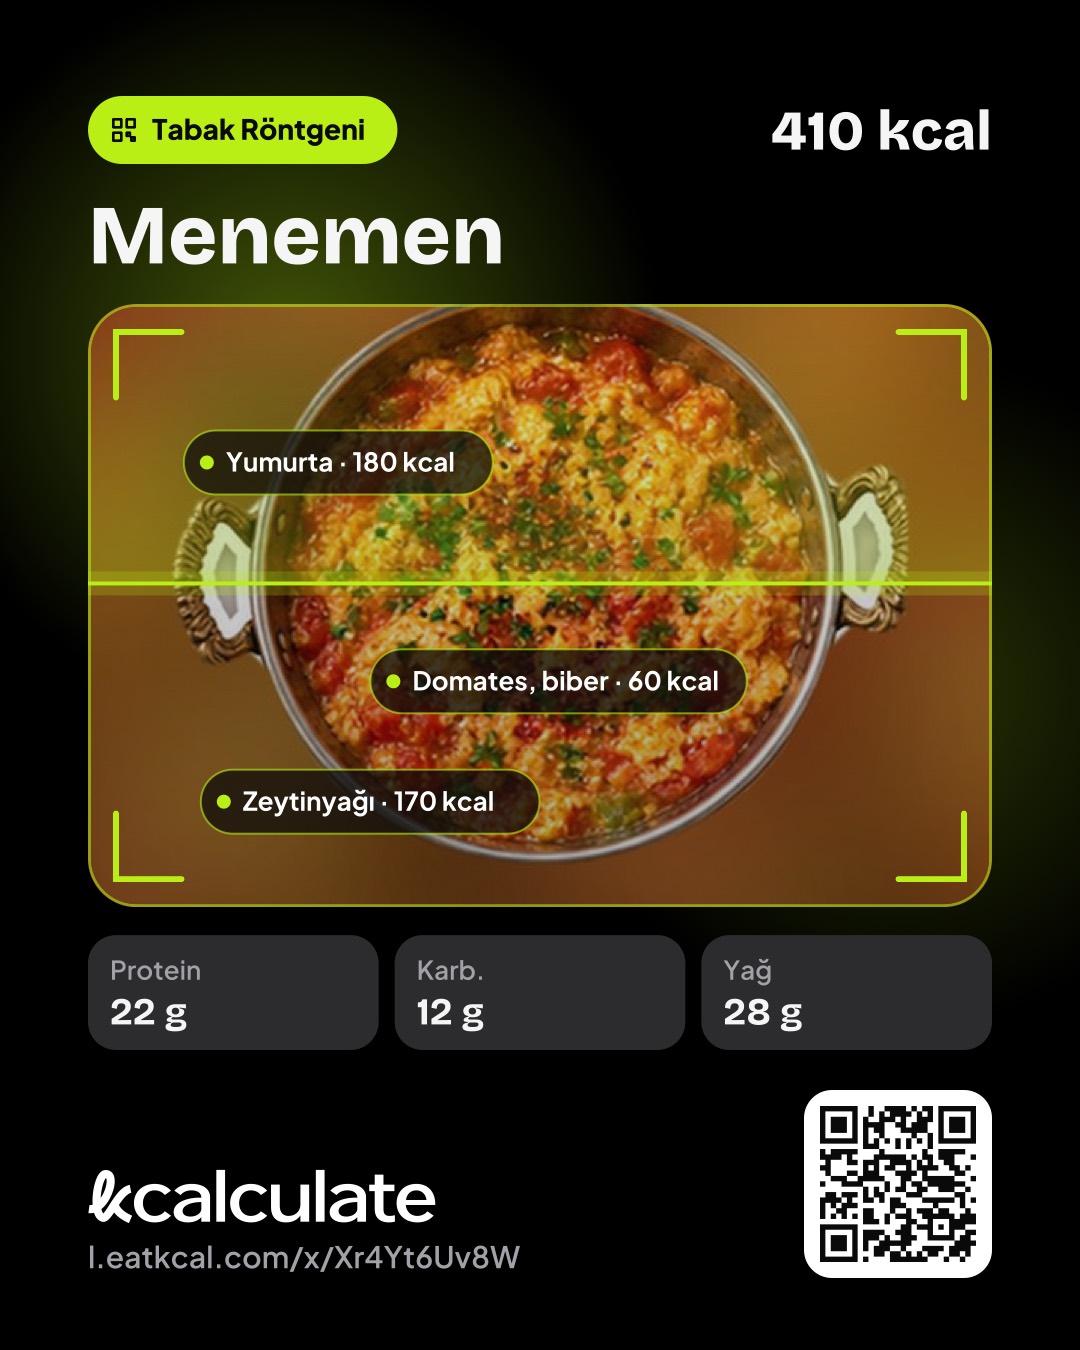 Tabak Röntgeni
410 kcal
Menemen
Yumurta · 180 kcal
Domates, biber · 60 kcal
Zeytinyağı · 170 kcal
Protein
22 g
Karb.
12 g
Yağ
28 g
kcalculate
l.eatkcal.com/x/Xr4Yt6Uv8W